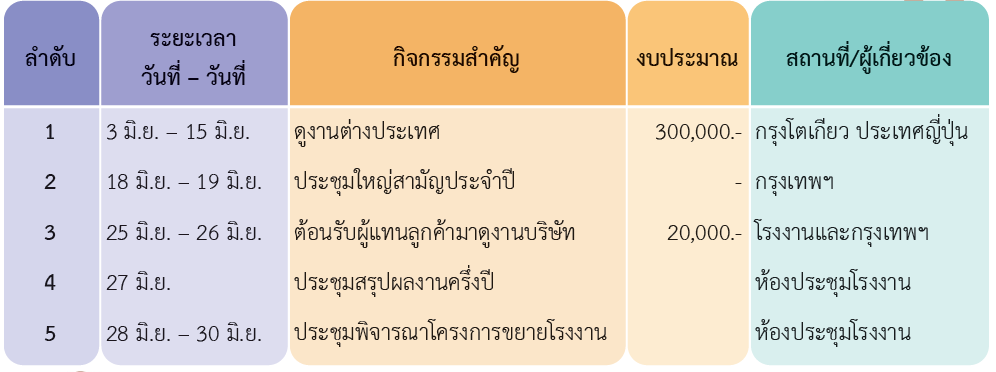 ลำดับ ระยะเวลา วันที่ – วันที่ กิจกรรมสำคัญ งบประมาณ สถานที่/ผู้เกี่ยวข้อง
1 3 มิ.ย. – 15 มิ.ย. ดูงานต่างประเทศ 300,000.- กรุงโตเกียว ประเทศญี่ปุ่น
2 18 มิ.ย. – 19 มิ.ย. ประชุมใหญ่สามัญประจำปี - กรุงเทพฯ
3 25 มิ.ย. – 26 มิ.ย. ต้อนรับผู้แทนลูกค้ามาดูงานบริษัท 20,000.- โรงงานและกรุงเทพฯ
4 27 มิ.ย. ประชุมสรุปผลงานครึ่งปี ห้องประชุมโรงงาน
5 28 มิ.ย. – 30 มิ.ย. ประชุมพิจารณาโครงการขยายโรงงาน ห้องประชุมโรงงาน